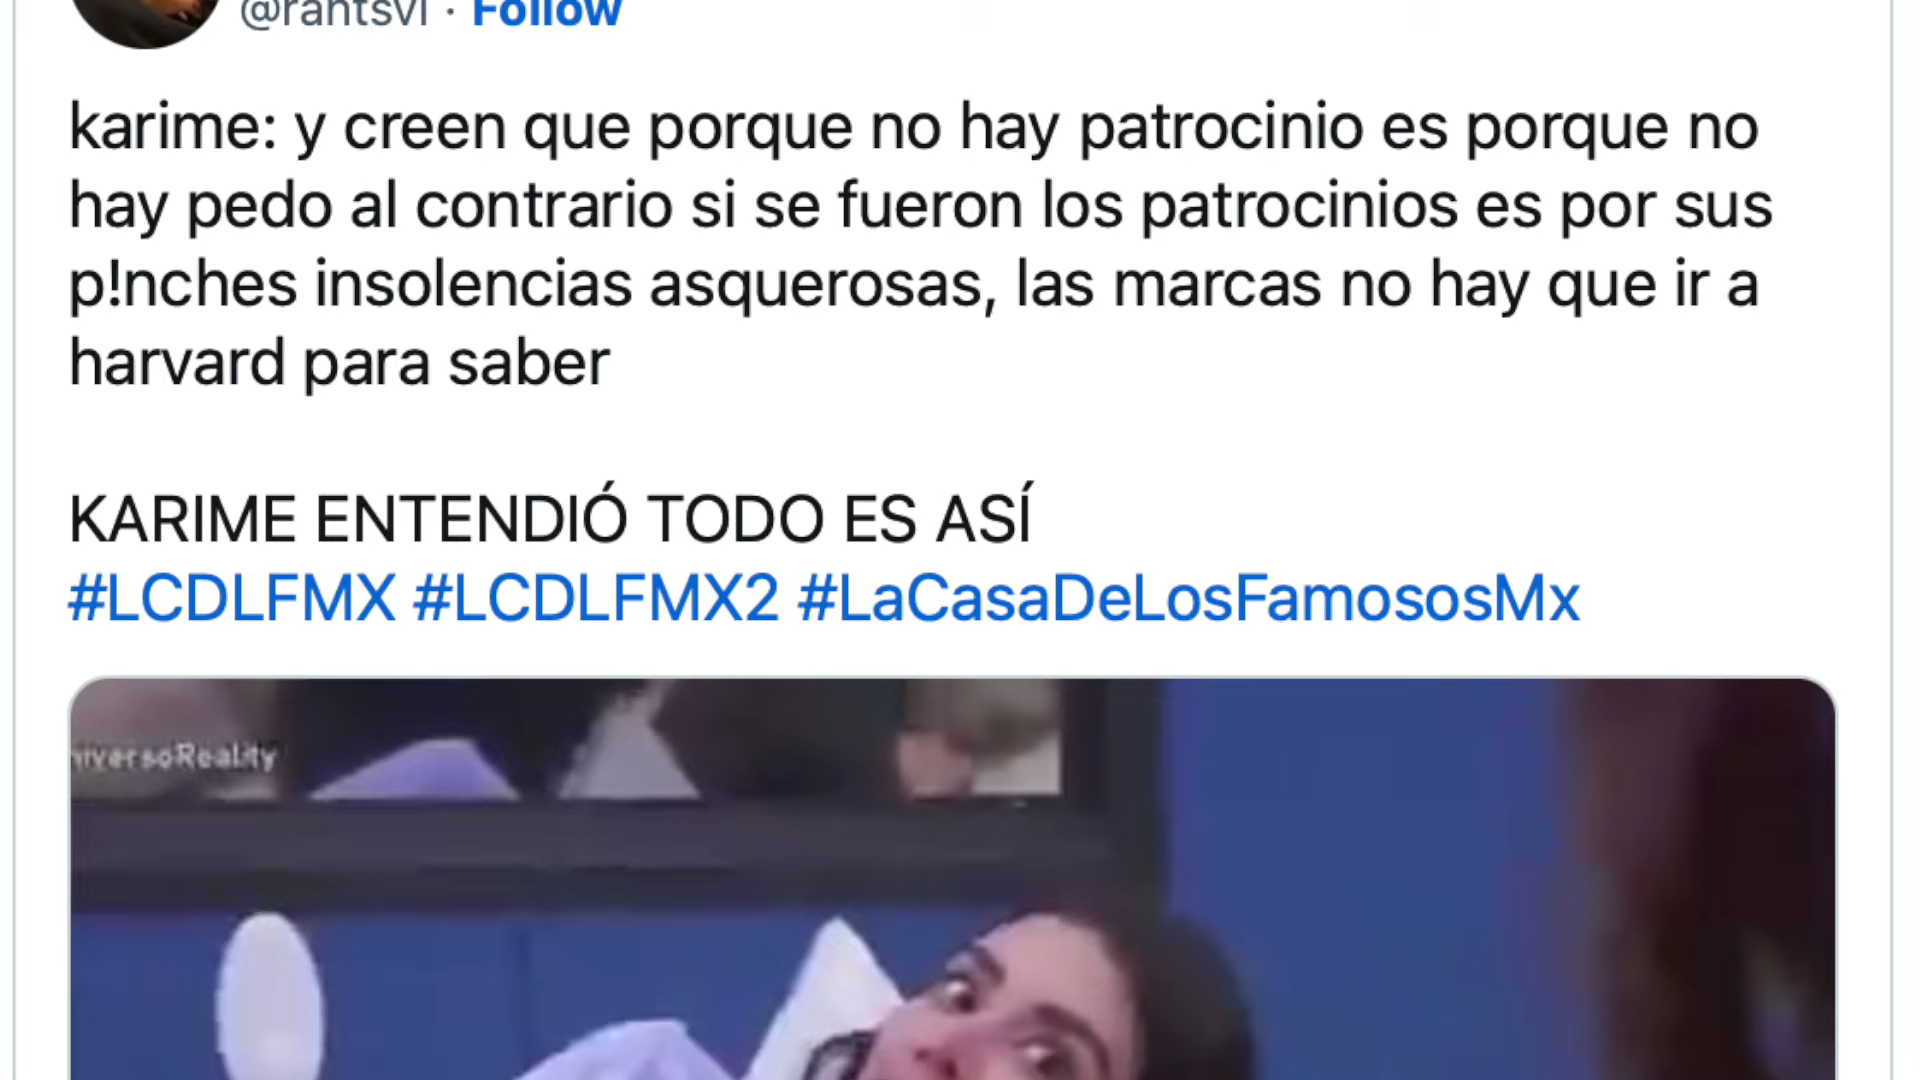 @rantsvl · Follow
karime: y creen que porque no hay patrocinio es porque no
hay pedo al contrario si se fueron los patrocinios es por sus
p!nches insolencias asquerosas, las marcas no hay que ir a
harvard para saber
KARIME ENTENDIÓ TODO ES ASÍ
#LCDLFMX #LCDLFMX2 #LaCasaDeLosFamososMx
niversoReality